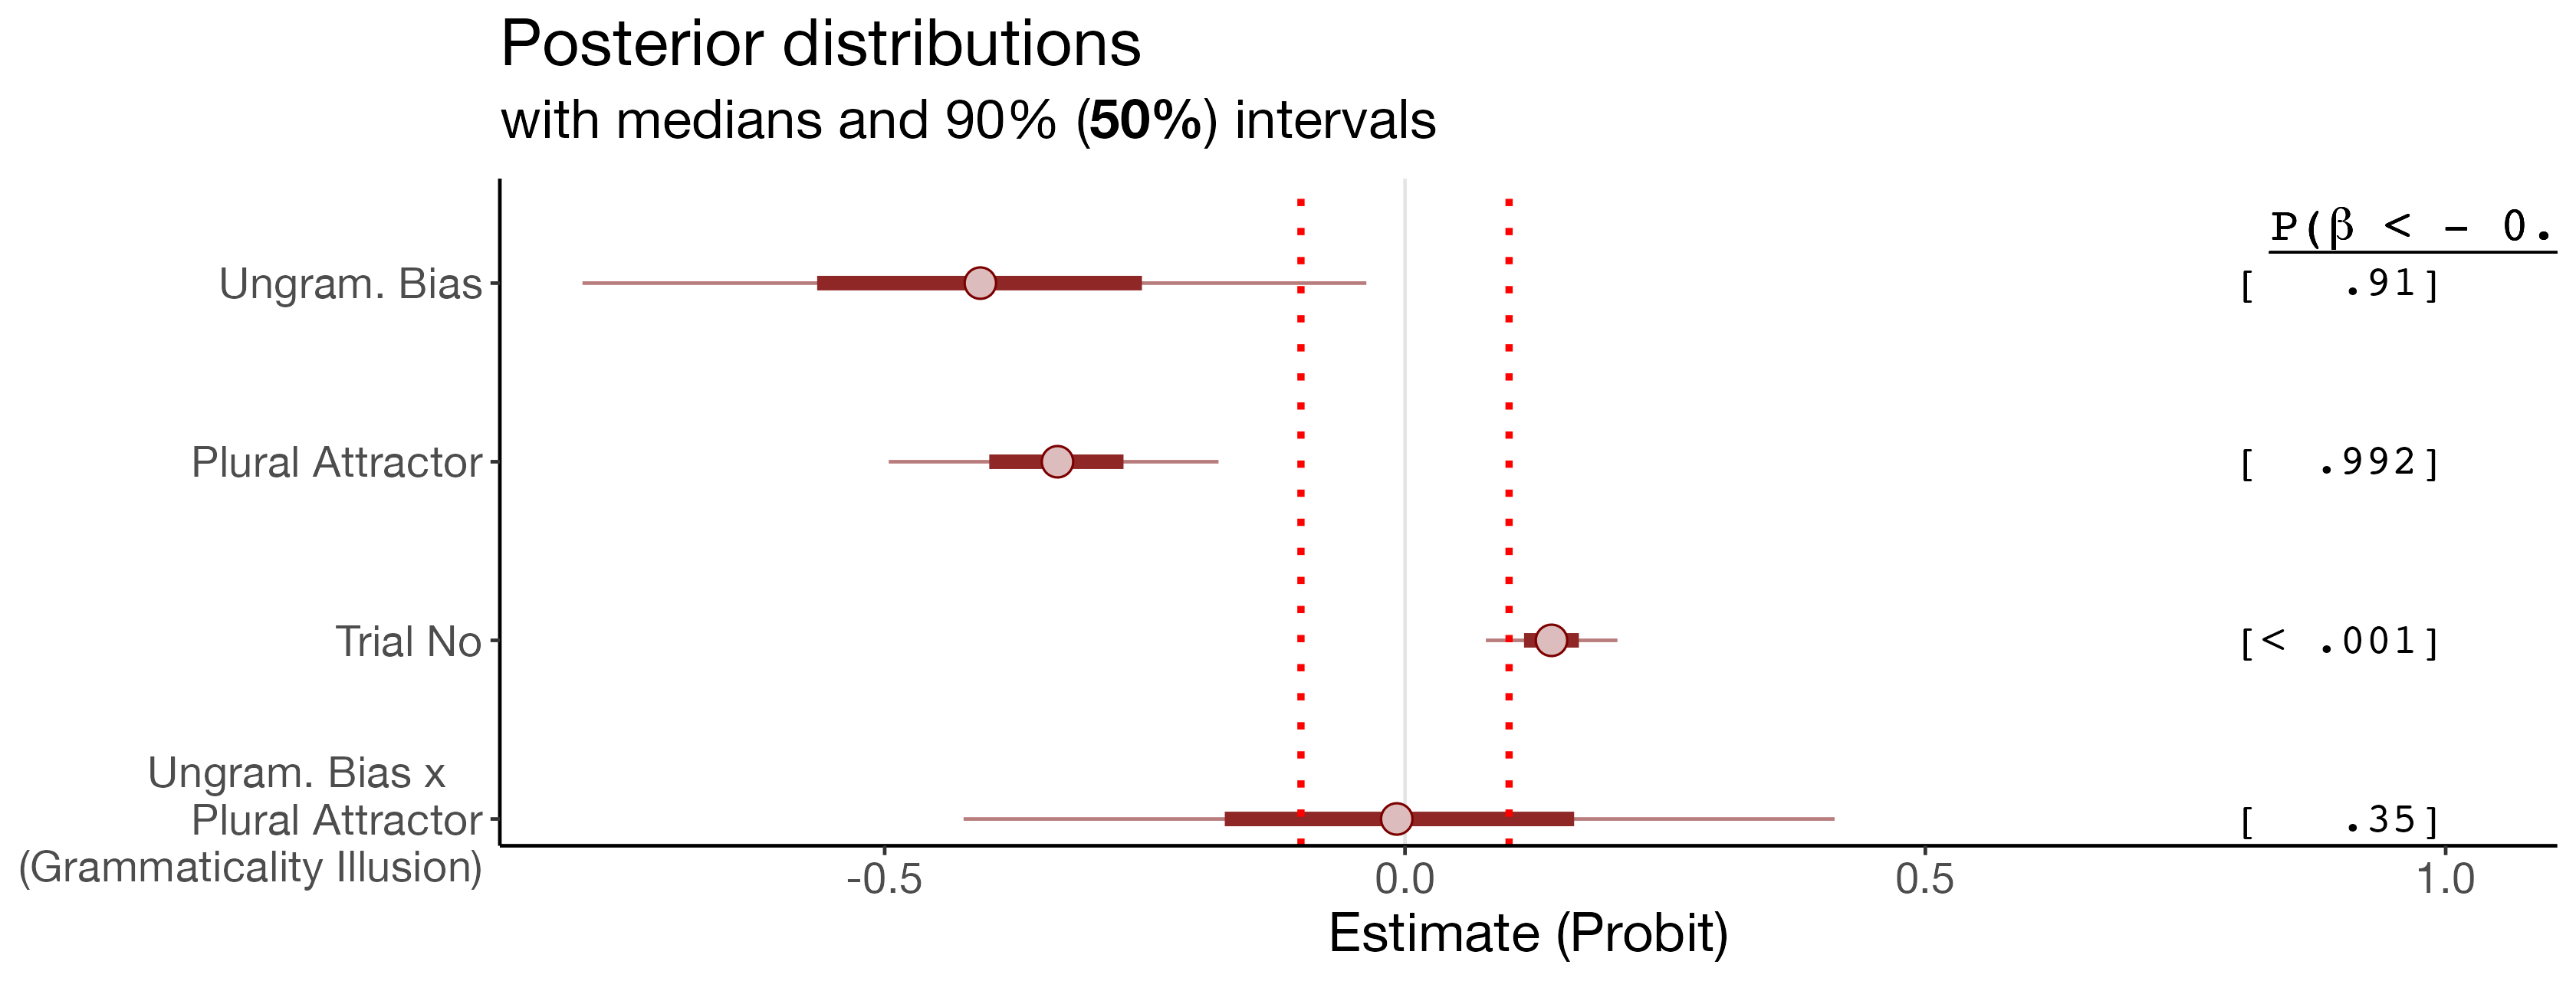 Posterior distributions
with medians and 90% (50%) intervals
P(β < - 0.
Ungram. Bias
[ .91]
Plural Attractor
[ .992]
Trial No
[< .001]
Ungram. Bias x
Plural Attractor
(Grammaticality Illusion)
[ .35]
-0.5 0.0 0.5 1.0
Estimate (Probit)